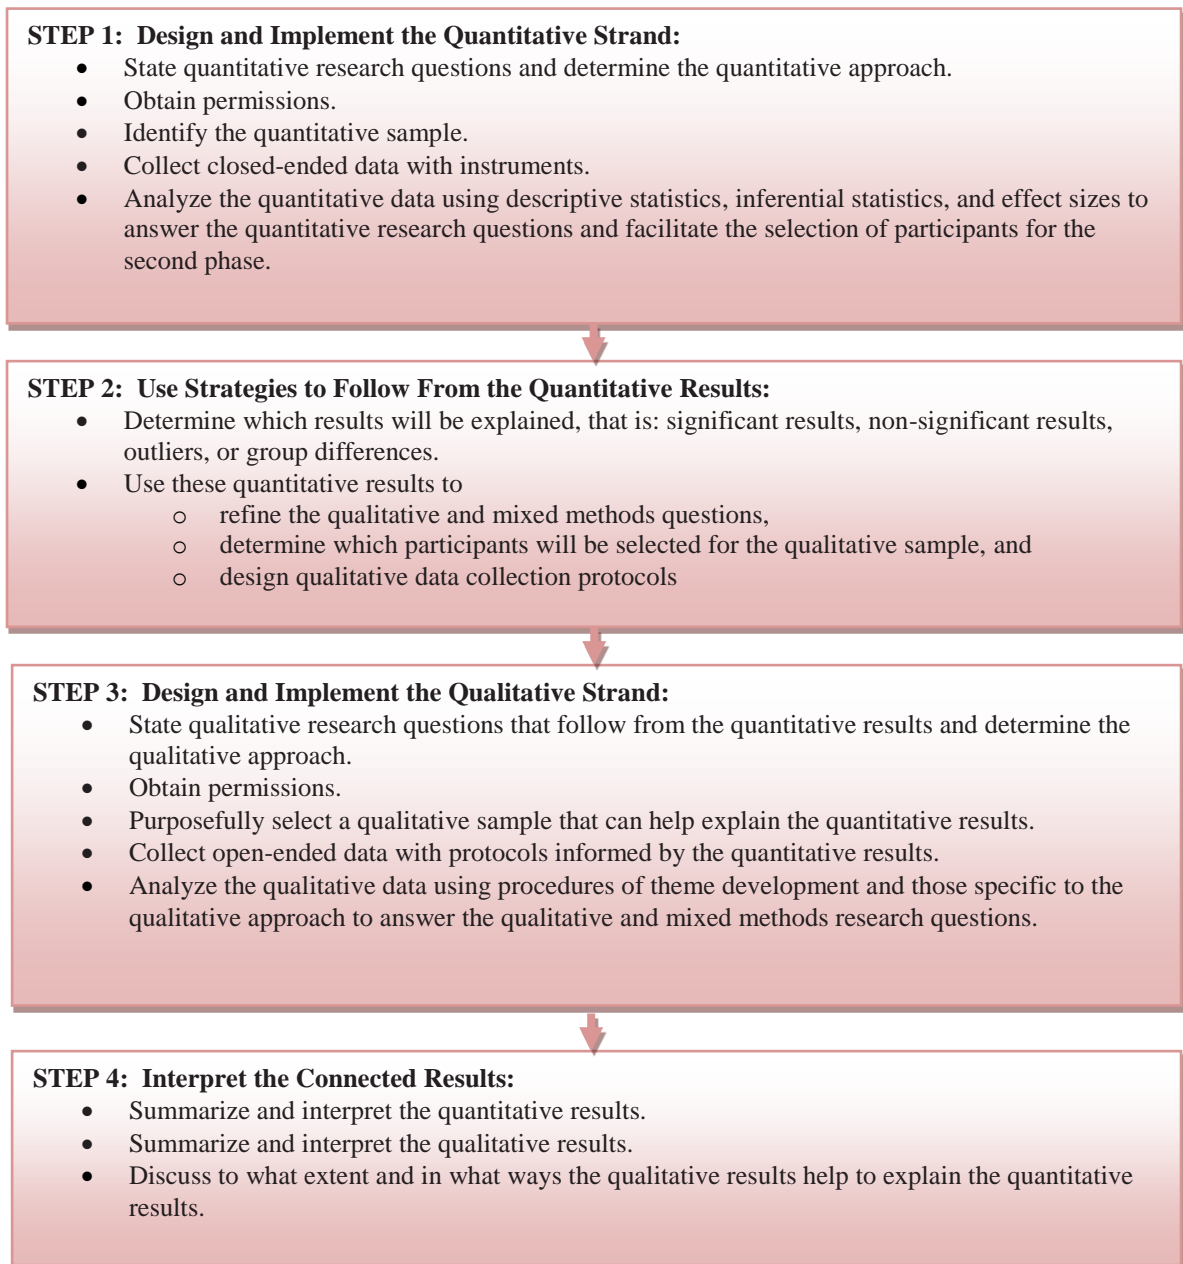 STEP 1:  Design and Implement the Quantitative Strand:
• State quantitative research questions and determine the quantitative approach.
• Obtain permissions.
• Identify the quantitative sample.
• Collect closed-ended data with instruments.
• Analyze the quantitative data using descriptive statistics, inferential statistics, and effect sizes to
answer the quantitative research questions and facilitate the selection of participants for the
second phase.
STEP 2:  Use Strategies to Follow From the Quantitative Results:
• Determine which results will be explained, that is: significant results, non-significant results,
outliers, or group differences.
• Use these quantitative results to
o refine the qualitative and mixed methods questions,
o determine which participants will be selected for the qualitative sample, and
o design qualitative data collection protocols
STEP 3:  Design and Implement the Qualitative Strand:
• State qualitative research questions that follow from the quantitative results and determine the
qualitative approach.
• Obtain permissions.
• Purposefully select a qualitative sample that can help explain the quantitative results.
• Collect open-ended data with protocols informed by the quantitative results.
• Analyze the qualitative data using procedures of theme development and those specific to the
qualitative approach to answer the qualitative and mixed methods research questions.
STEP 4:  Interpret the Connected Results:
• Summarize and interpret the quantitative results.
• Summarize and interpret the qualitative results.
• Discuss to what extent and in what ways the qualitative results help to explain the quantitative
results.